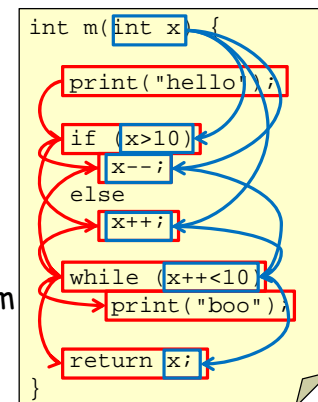 int m(int x) {
print("hello");
if (x>10)
x--;
else
x++;
while (x++<10)
m
print("boo");
return x;
}